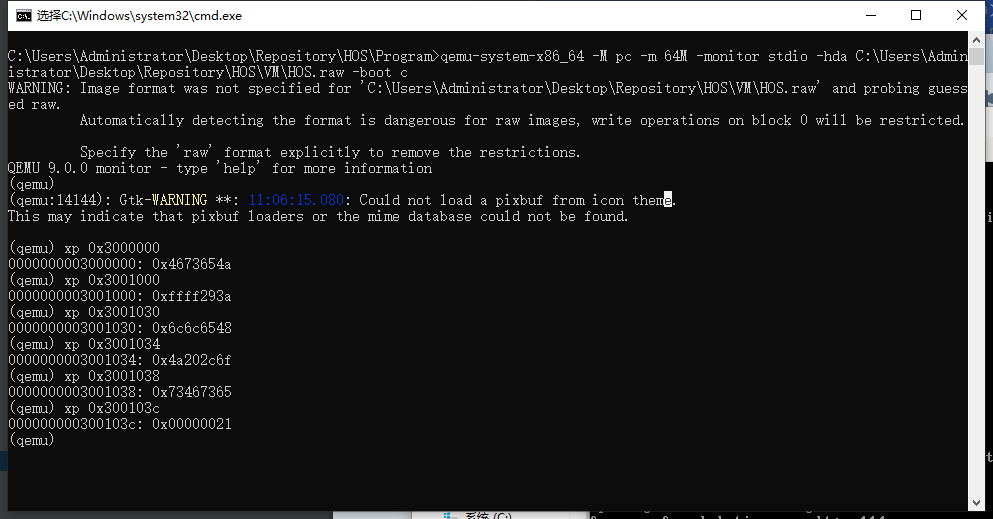 选择C:\Windows\system32\cmd.exe
C:\Users\Administrator\Desktop\Repository\HOS\Program>qemu-system-x86_64 -M pc -m 64M -monitor stdio -hda C:\Users\Admin
istrator\Desktop\Repository\HOS\VM\HOS.raw -boot c
WARNING: Image format was not specified for 'C:\Users\Administrator\Desktop\Repository\HOS\VM\HOS.raw' and probing guess
ed raw.
         Automatically detecting the format is dangerous for raw images, write operations on block 0 will be restricted.
         Specify the 'raw' format explicitly to remove the restrictions.
QEMU 9.0.0 monitor - type 'help' for more information
(qemu)
(qemu:14144): Gtk-WARNING **: 11:06:15.080: Could not load a pixbuf from icon theme.
This may indicate that pixbuf loaders or the mime database could not be found.
(qemu) xp 0x3000000
0000000003000000: 0x4673654a
(qemu) xp 0x3001000
0000000003001000: 0xffff293a
(qemu) xp 0x3001030
0000000003001030: 0x6c6c6548
(qemu) xp 0x3001034
0000000003001034: 0x4a202c6f
(qemu) xp 0x3001038
0000000003001038: 0x73467365
(qemu) xp 0x300103c
000000000300103c: 0x00000021
(qemu)